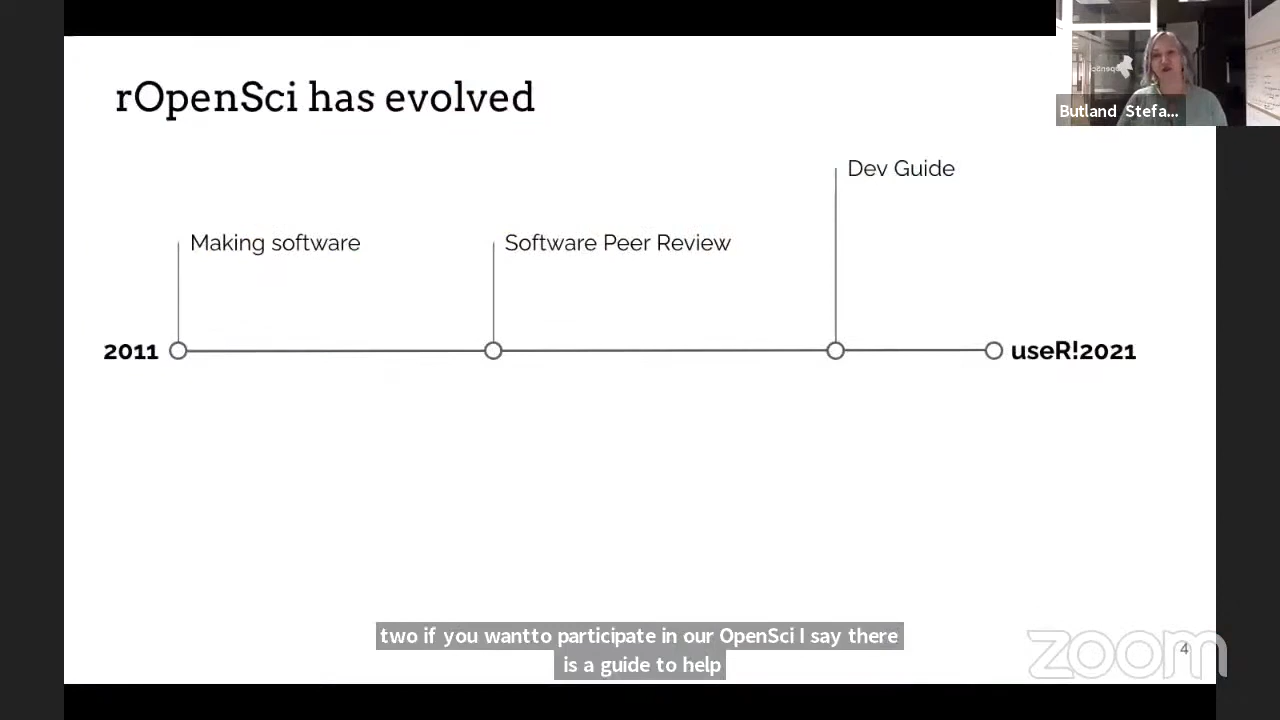 rOpenSci has evolved
Butland Stefa...
Dev Guide
Making software
Software Peer Review
2011
useR!2021
two if you wantto participate in our OpenSci I say there
is a guide to help
zoom
4